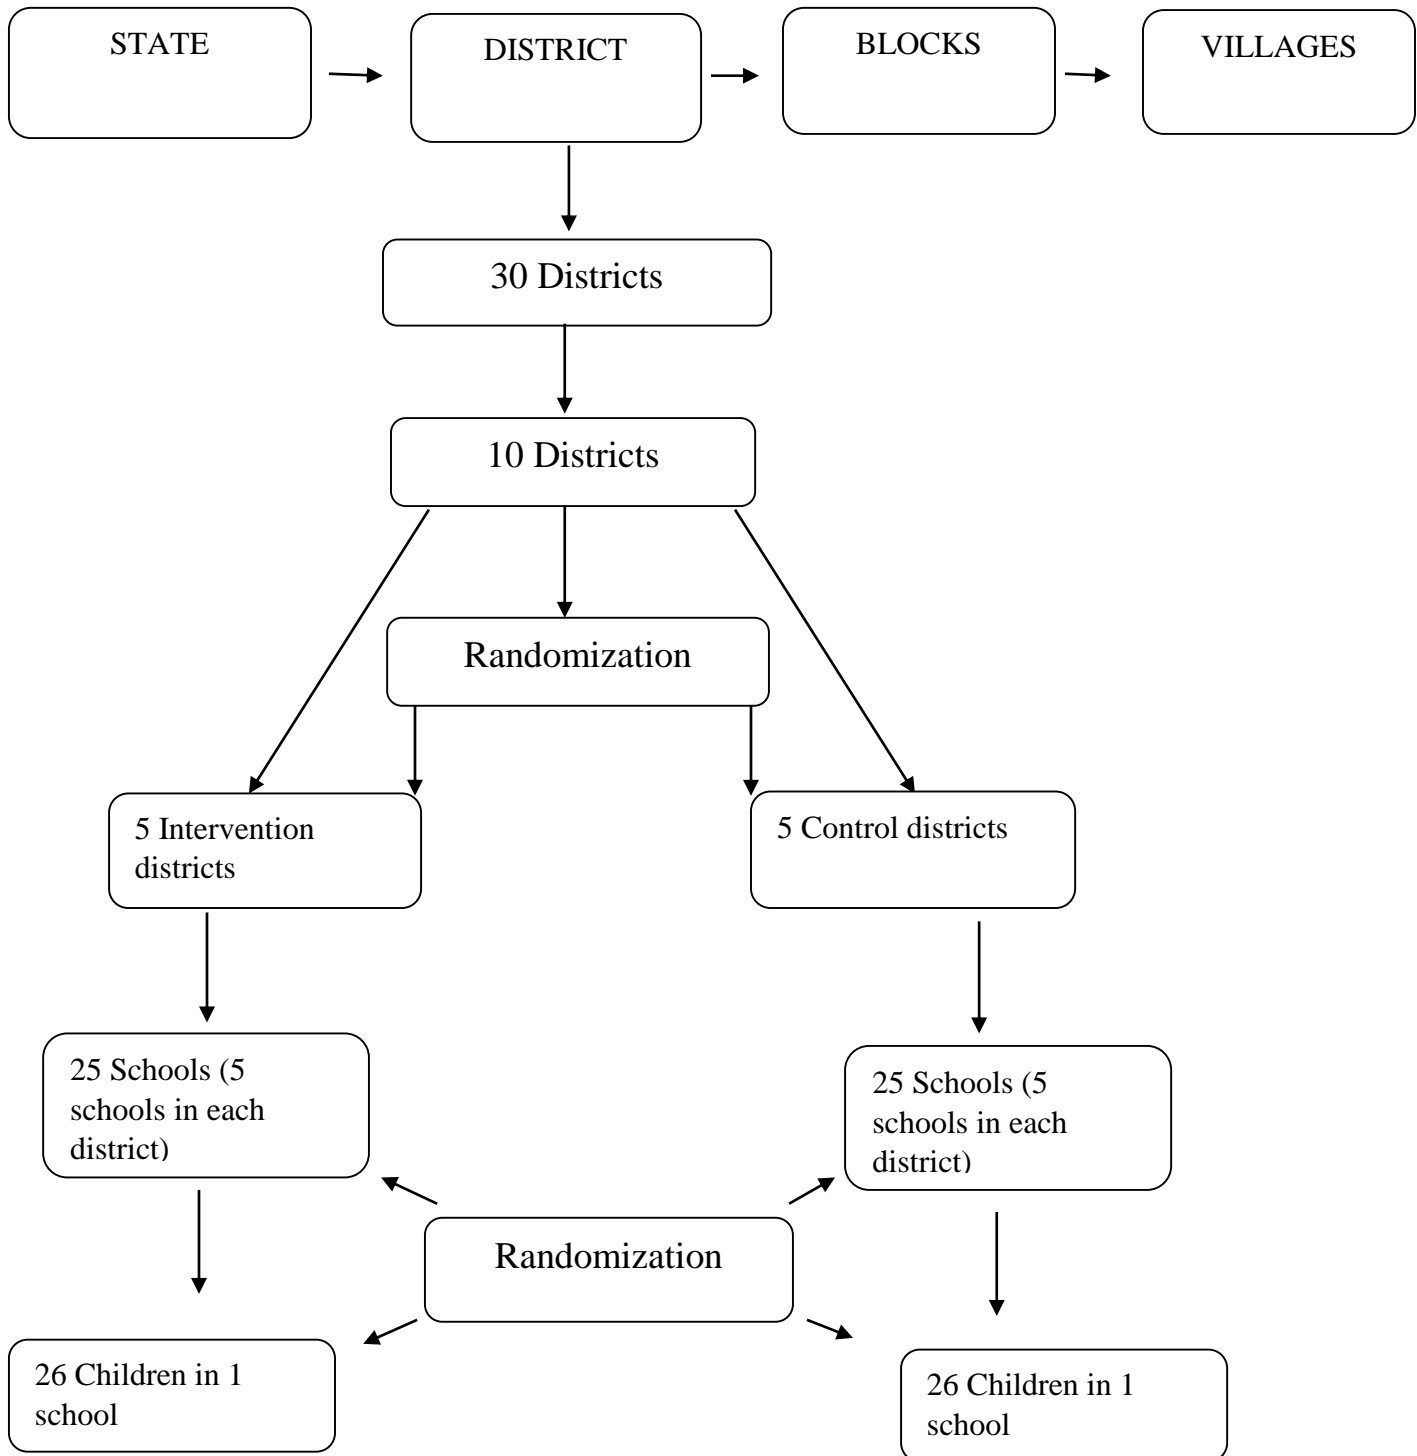 STATE
DISTRICT
BLOCKS
VILLAGES
30 Districts
10 Districts
Randomization
5 Intervention
districts
5 Control districts
25 Schools (5
schools in each
district)
25 Schools (5
schools in each
district)
Randomization
26 Children in 1
school
26 Children in 1
school